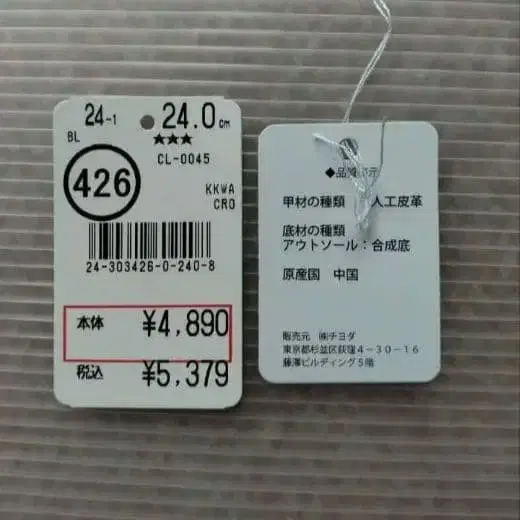 24-1 24.0cm
BL ★★★
CL-0045
426
KKWA
CRO
24-303426-0-240-8
本体 ¥4,890
税込 ¥5,379
◆品質 元
甲材の種類 人工皮革
底材の種類
アウトソール:合成底
原産国 中国
販売元 ㈱チヨダ
東京都杉並区荻窪4-30-16
藤澤ビルディング5階